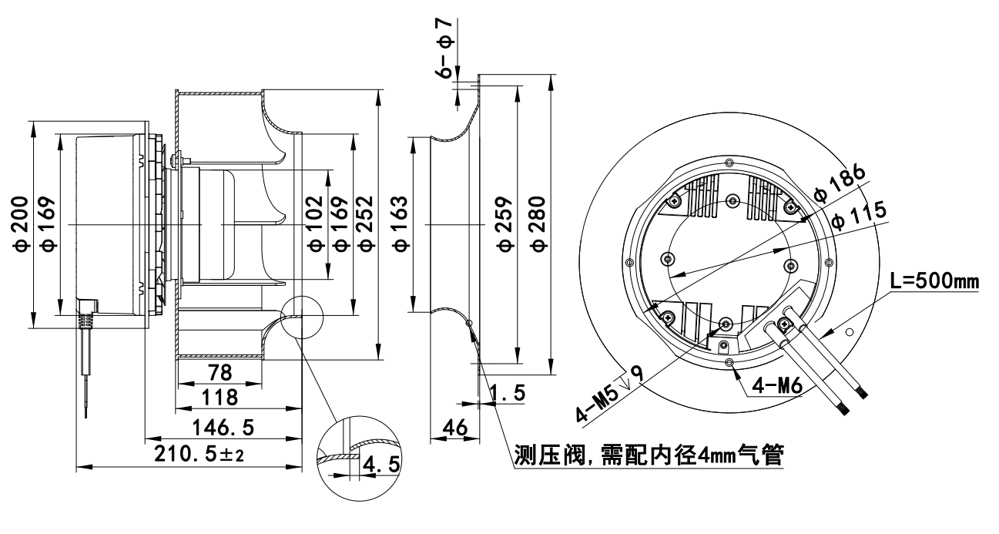 6-φ7
φ200
φ169
φ102
φ169
φ252
φ163
φ259
φ280
φ186
φ115
L=500mm
78
118
146.5
210.5±2
4.5
46
1.5
4-M5↧9
4-M6
测压阀,需配内径4mm气管